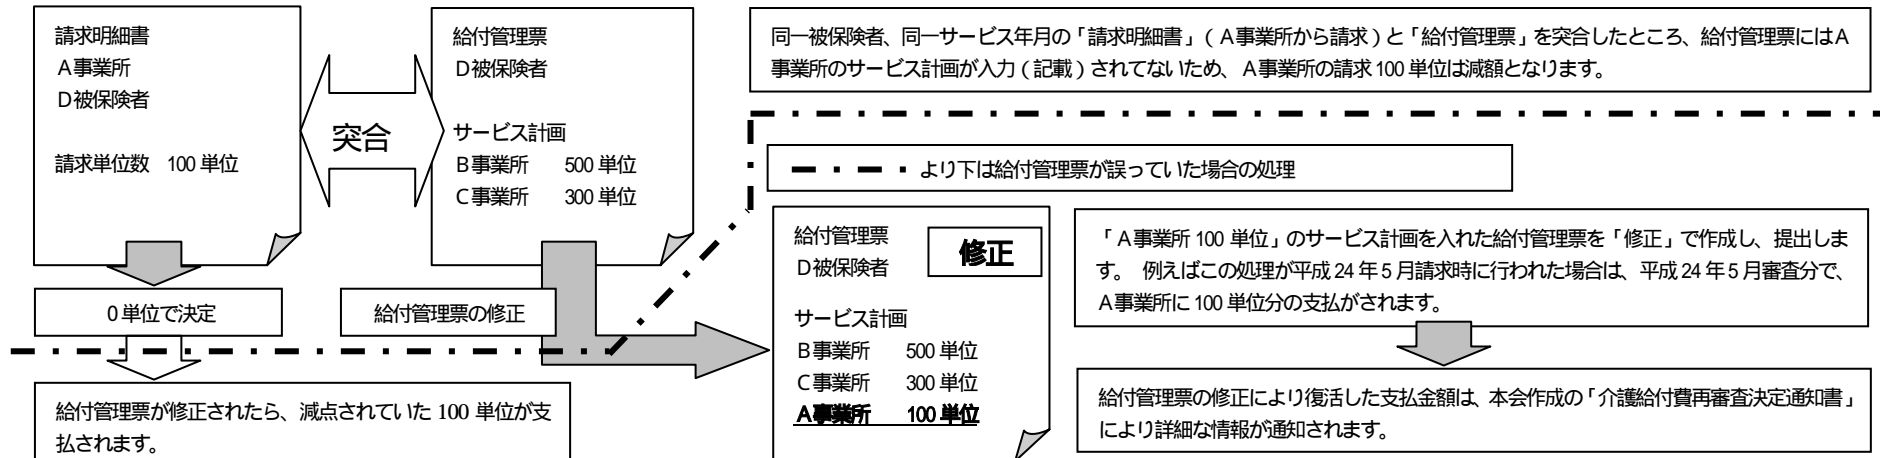 請求明細書
A事業所
D被保険者
請求単位数 100単位
突合
給付管理票
D被保険者
サービス計画
B事業所 500単位
C事業所 300単位
同一被保険者、同一サービス年月の「請求明細書」(A事業所から請求)と「給付管理票」を突合したところ、給付管理票にはA
事業所のサービス計画が入力(記載)されてないため、A事業所の請求100単位は減額となります。
より下は給付管理票が誤っていた場合の処理
0単位で決定
給付管理票の修正
給付管理票が修正されたら、減点されていた100単位が支
払されます。
給付管理票
D被保険者
修正
サービス計画
B事業所 500単位
C事業所 300単位
A事業所 100単位
「A事業所100単位」のサービス計画を入れた給付管理票を「修正」で作成し、提出しま
す。 例えばこの処理が平成24年5月請求時に行われた場合は、平成24年5月審査分で、
A事業所に100単位分の支払がされます。
給付管理票の修正により復活した支払金額は、本会作成の「介護給付費再審査決定通知書」
により詳細な情報が通知されます。